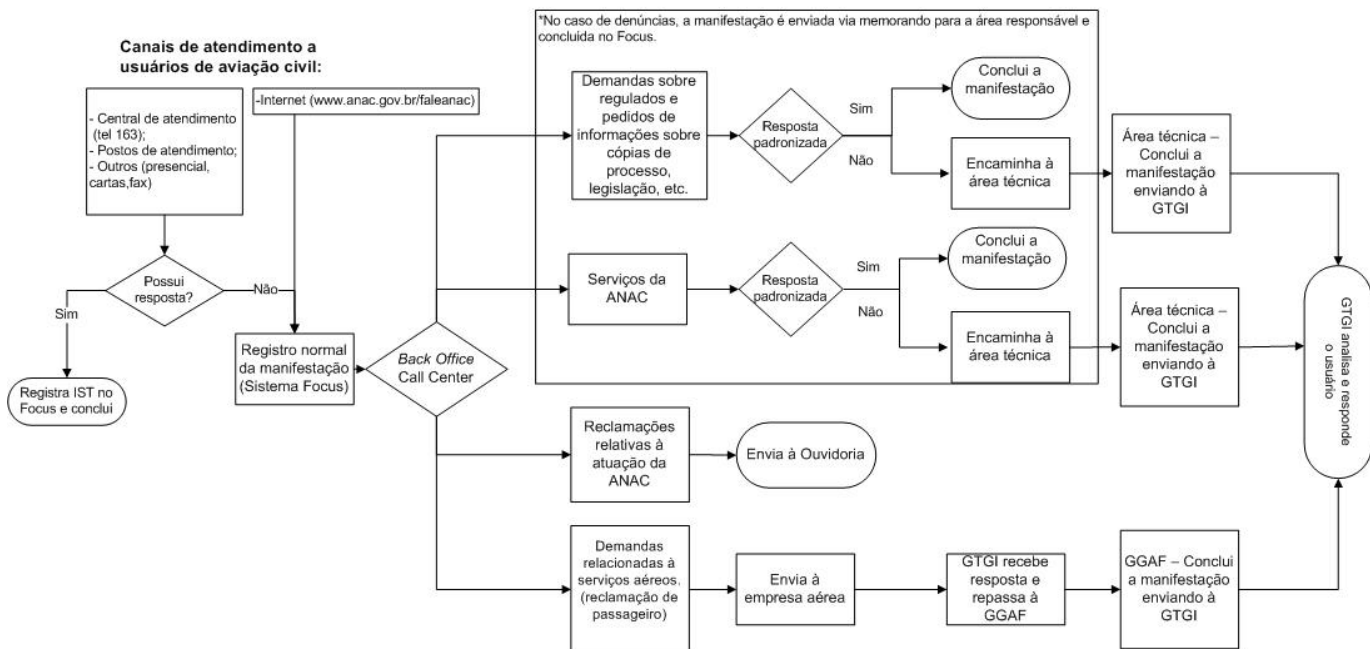 Canais de atendimento a
usuários de aviação civil:
- Central de atendimento
(tel 163);
- Postos de atendimento;
- Outros (presencial,
cartas,fax)
-Internet (www.anac.gov.br/faleanac)
Possui
resposta?
Sim
Não
Registra IST no
Focus e conclui
Registro normal
da manifestação
(Sistema Focus)
Back Office
Call Center
*No caso de denúncias, a manifestação é enviada via memorando para a área responsável e
concluída no Focus.
Demandas sobre
regulados e
pedidos de
informações sobre
cópias de
processo,
legislação, etc.
Resposta
padronizada
Sim
Não
Conclui a
manifestação
Encaminha à
área técnica
Área técnica –
Conclui a
manifestação
enviando à
GTGI
Serviços da
ANAC
Resposta
padronizada
Sim
Não
Conclui a
manifestação
Encaminha à
área técnica
Área técnica –
Conclui a
manifestação
enviando à
GTGI
Reclamações
relativas à
atuação da
ANAC
Envia à Ouvidoria
Demandas
relacionadas à
serviços aéreos.
(reclamação de
passageiro)
Envia à
empresa aérea
GTGI recebe
resposta e
repassa à
GGAF
GGAF – Conclui
a manifestação
enviando à
GTGI
GTGI analisa e responde
o usuário